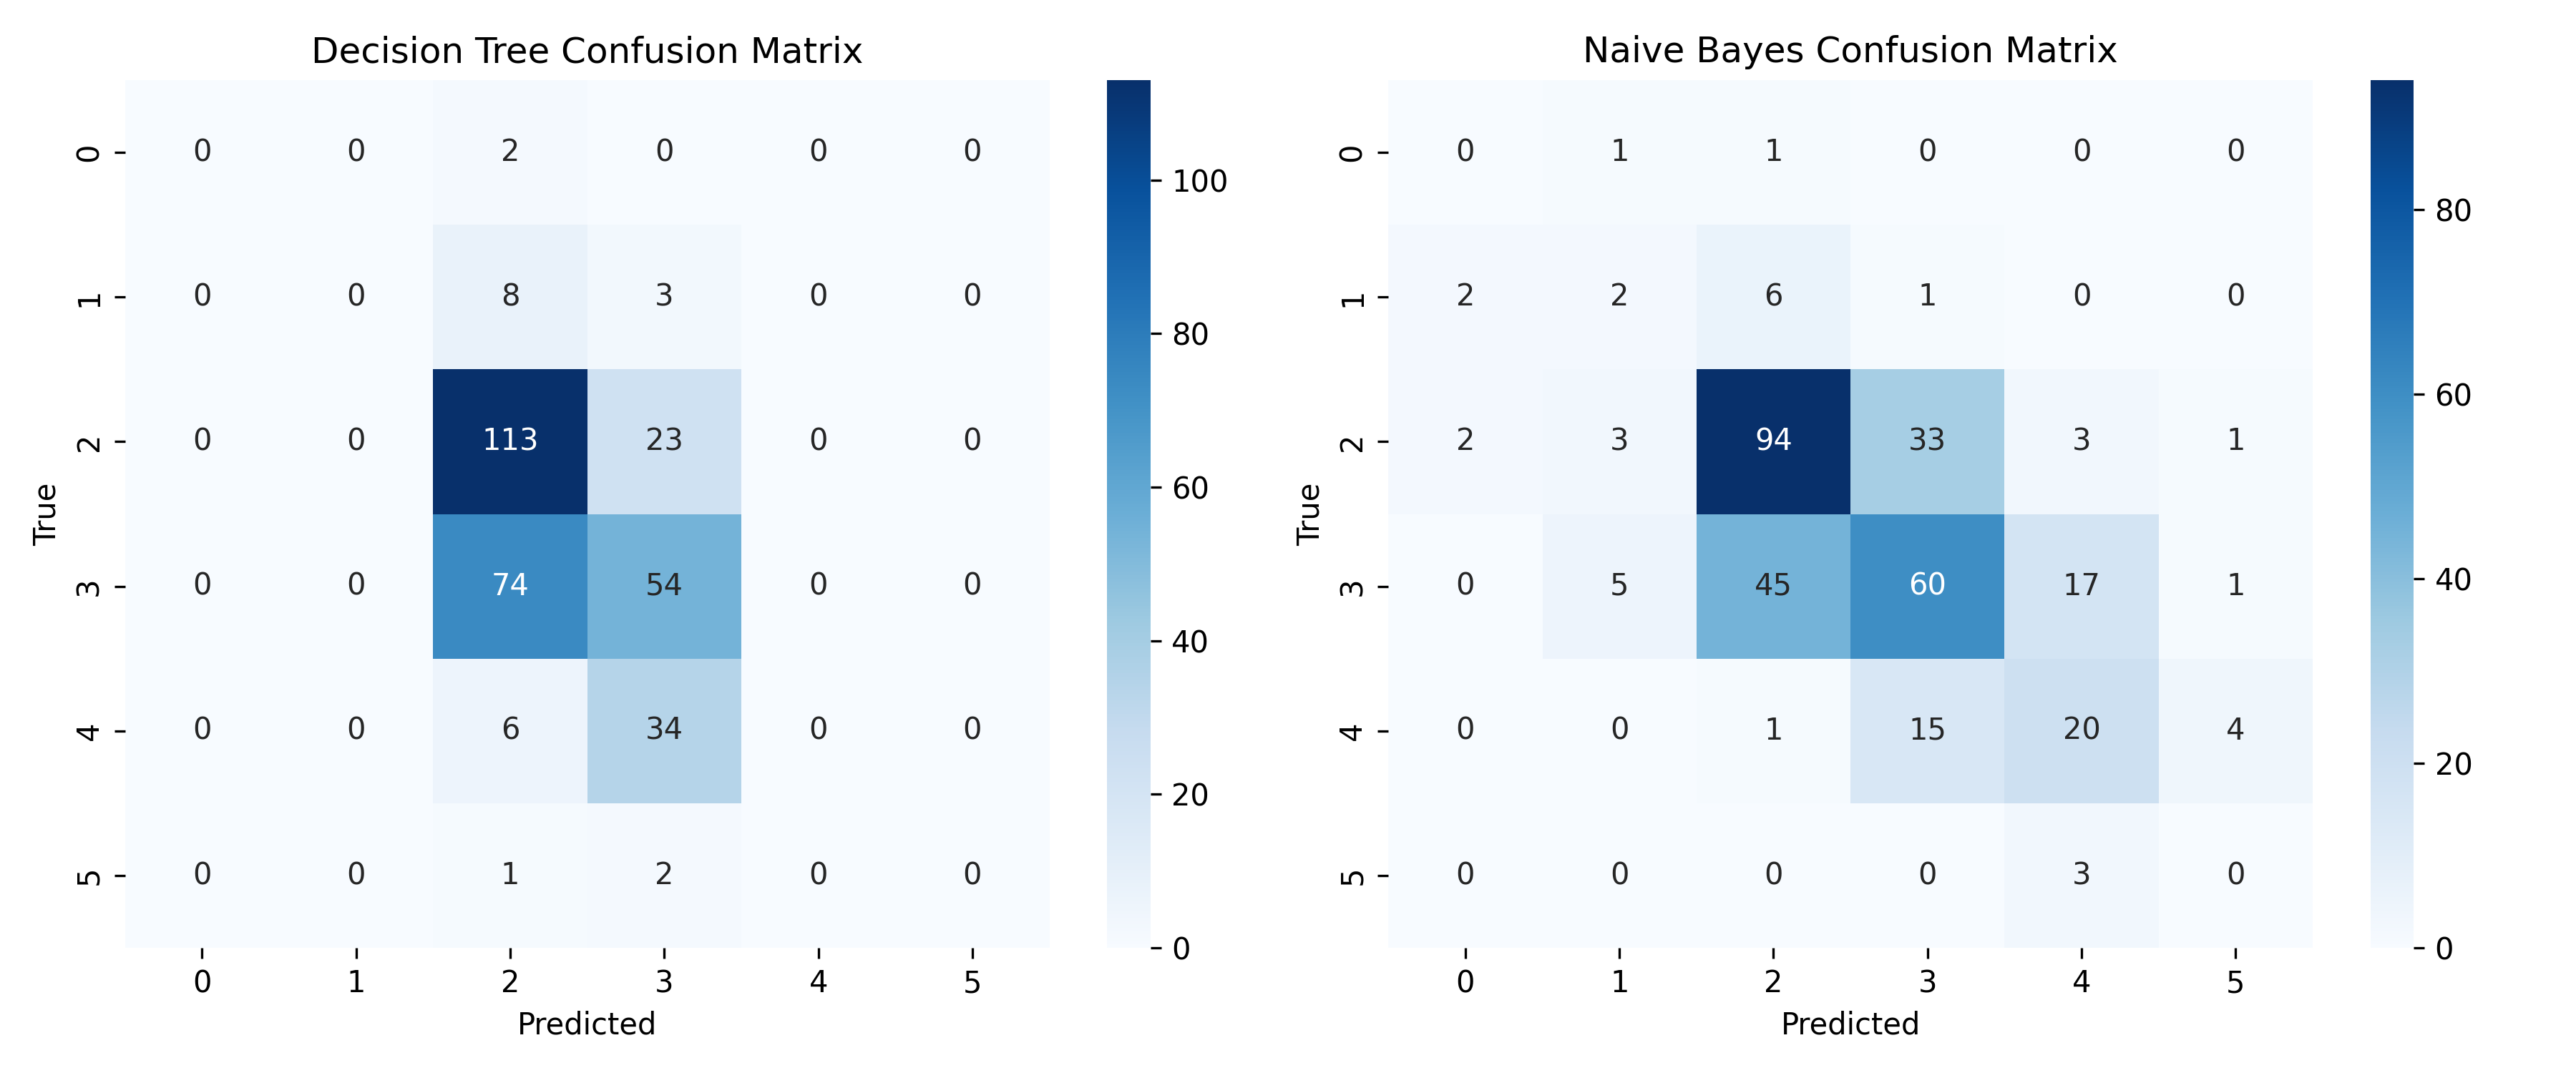 Decision Tree Confusion Matrix
0 0 0 2 0 0 0
1 0 0 8 3 0 0
2 0 0 113 23 0 0
3 0 0 74 54 0 0
4 0 0 6 34 0 0
5 0 0 1 2 0 0
0 1 2 3 4 5
Predicted
True
100
80
60
40
20
0
Naive Bayes Confusion Matrix
0 0 1 1 0 0 0
1 2 2 6 1 0 0
2 2 3 94 33 3 1
3 0 5 45 60 17 1
4 0 0 1 15 20 4
5 0 0 0 0 3 0
0 1 2 3 4 5
Predicted
True
80
60
40
20
0